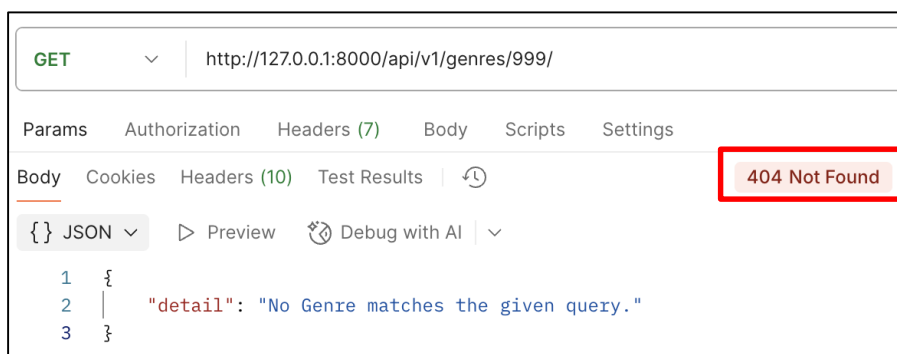 GET http://127.0.0.1:8000/api/v1/genres/999/
Params Authorization Headers (7) Body Scripts Settings
Body Cookies Headers (10) Test Results 404 Not Found
{} JSON Preview Debug with AI
1 {
2 "detail": "No Genre matches the given query."
3 }